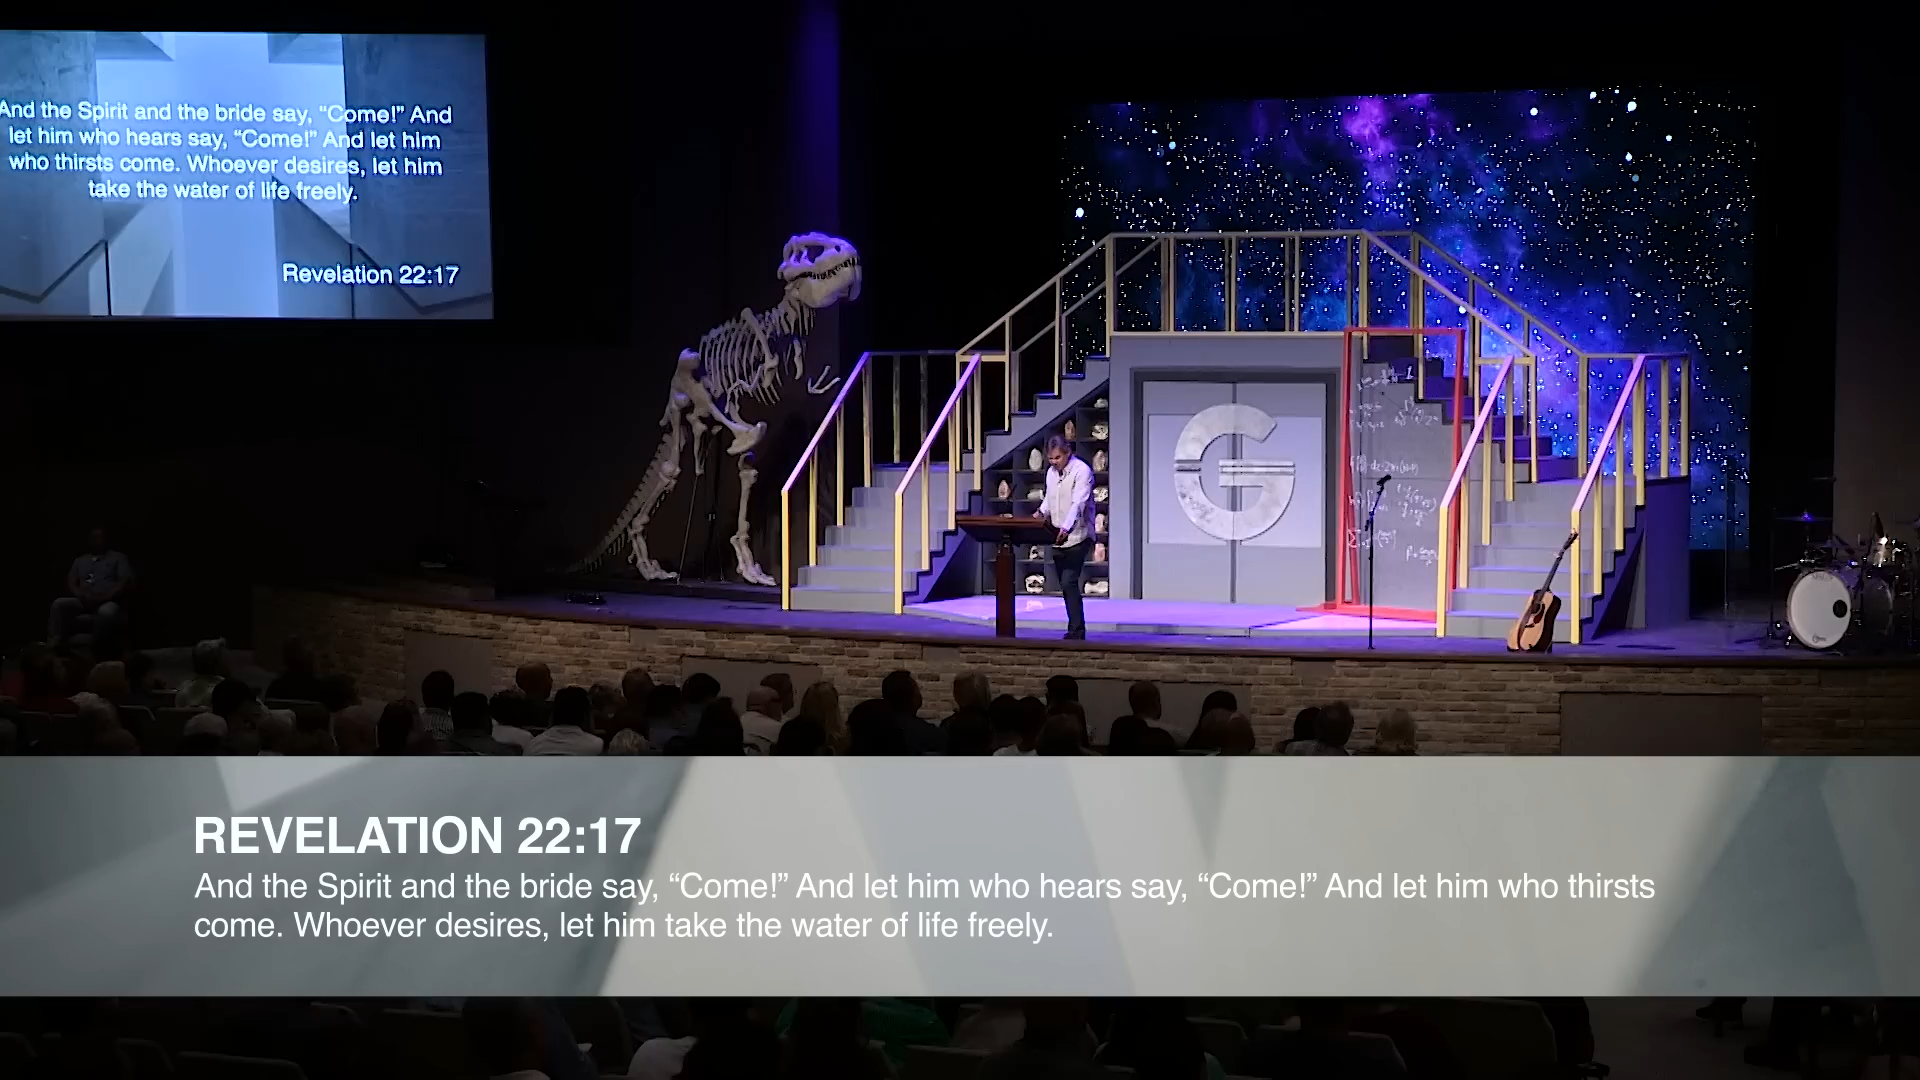 And the Spirit and the bride say, “Come!” And
let him who hears say, “Come!” And let him
who thirsts come. Whoever desires, let him
take the water of life freely.
Revelation 22:17
G
REVELATION 22:17
And the Spirit and the bride say, “Come!” And let him who hears say, “Come!” And let him who thirsts
come. Whoever desires, let him take the water of life freely.